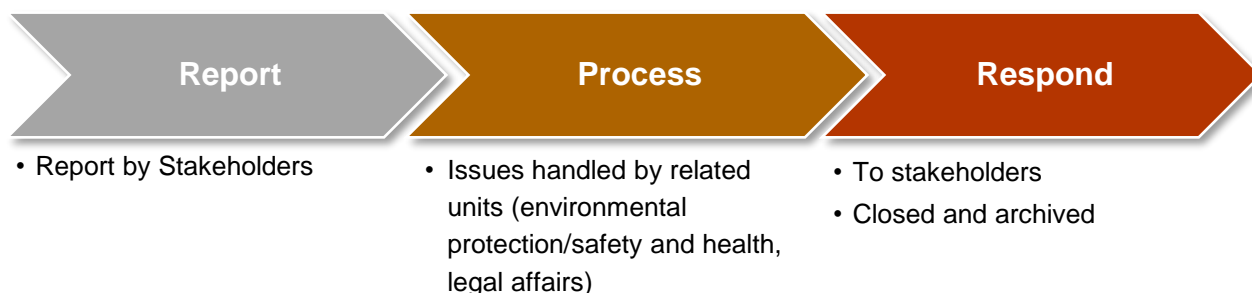 Report
• Report by Stakeholders
Process
• Issues handled by related
units (environmental
protection/safety and health,
legal affairs)
Respond
• To stakeholders
• Closed and archived